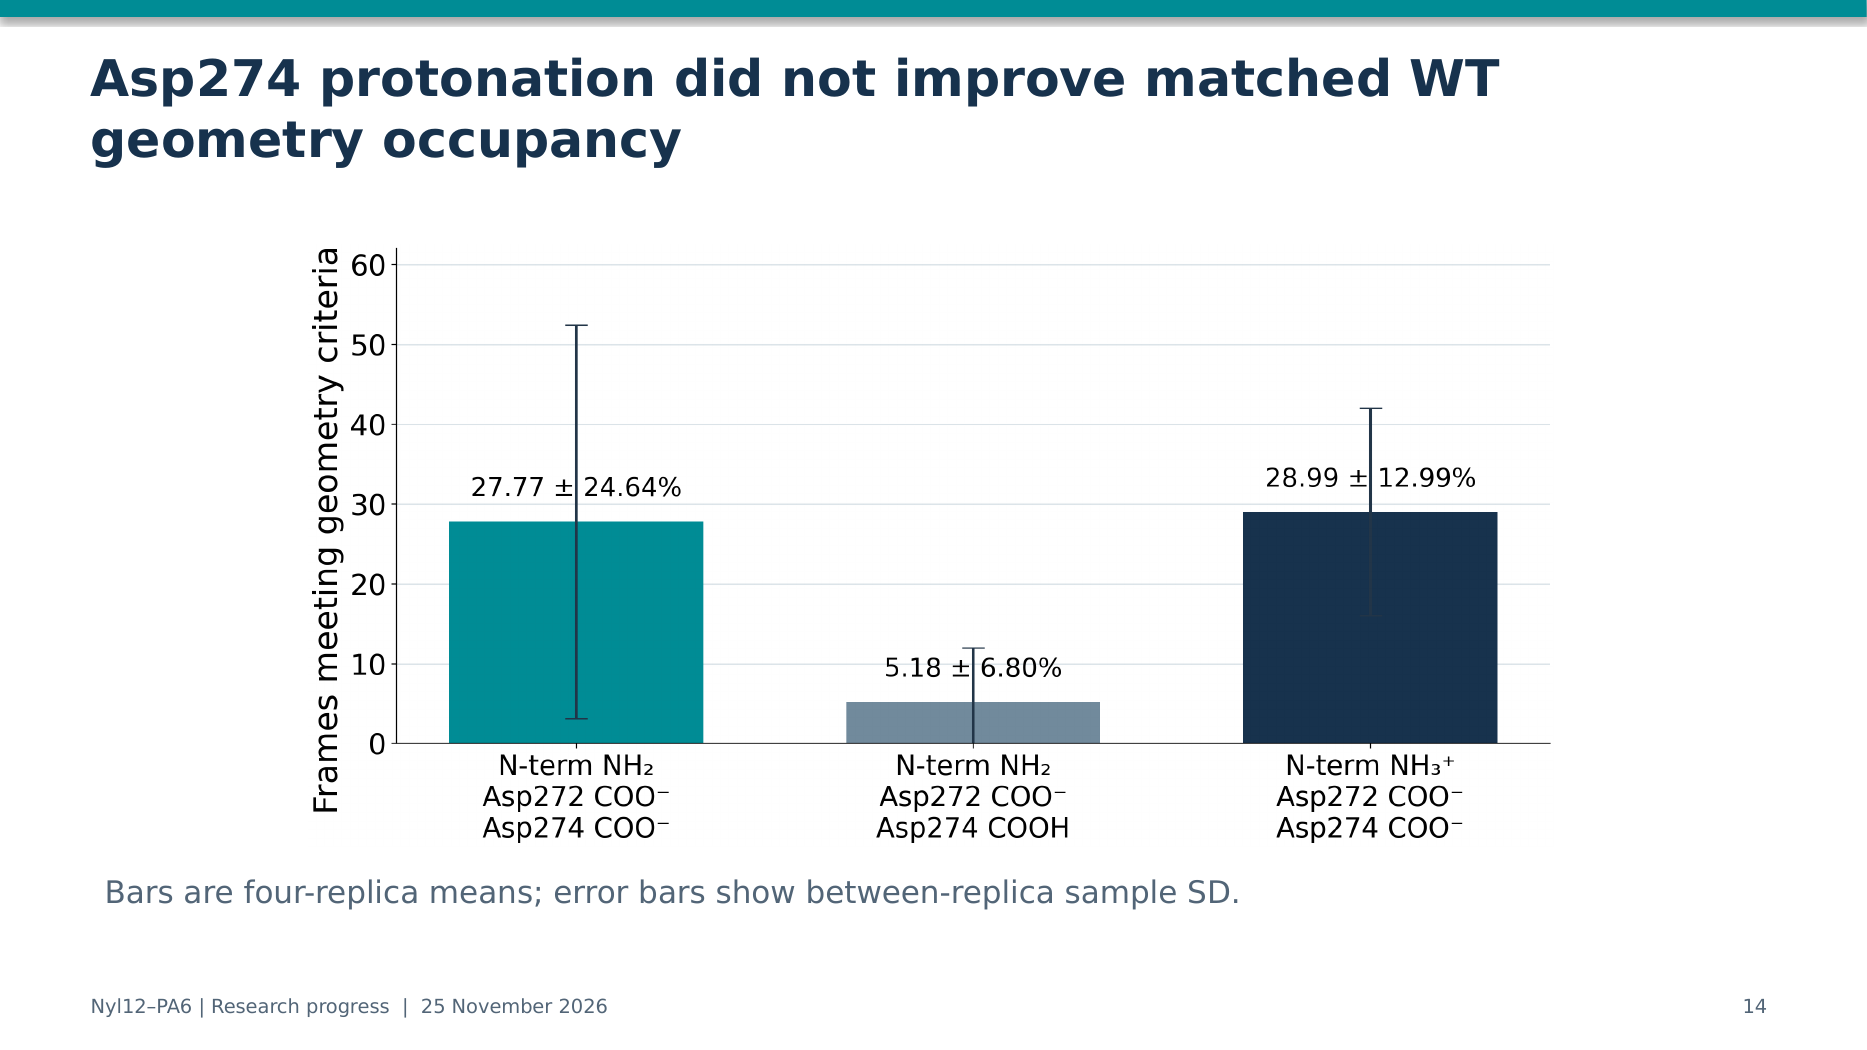 Asp274 protonation did not improve matched WT
geometry occupancy
Frames meeting geometry criteria
60
50
40
30
20
10
0
27.77 ± 24.64%
5.18 ± 6.80%
28.99 ± 12.99%
N-term NH₂
Asp272 COO⁻
Asp274 COO⁻
N-term NH₂
Asp272 COO⁻
Asp274 COOH
N-term NH₃⁺
Asp272 COO⁻
Asp274 COO⁻
Bars are four-replica means; error bars show between-replica sample SD.
Nyl12–PA6 | Research progress | 25 November 2026
14